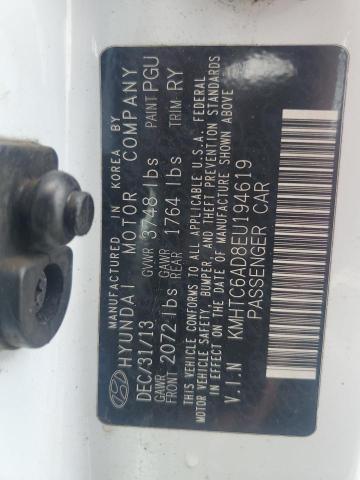 MANUFACTURED IN KOREA BY
HYUNDAI MOTOR COMPANY
DEC/31/13 GVWR 3748 lbs PAINT PGU
GAWR FRONT 2072 lbs GAWR REAR 1764 lbs TRIM RY
THIS VEHICLE CONFORMS TO ALL APPLICABLE U.S.A. FEDERAL
MOTOR VEHICLE SAFETY, BUMPER, AND THEFT PREVENTION STANDARDS
IN EFFECT ON THE DATE OF MANUFACTURE SHOWN ABOVE
V.I.N KMHTC6AD8EU194619
PASSENGER CAR